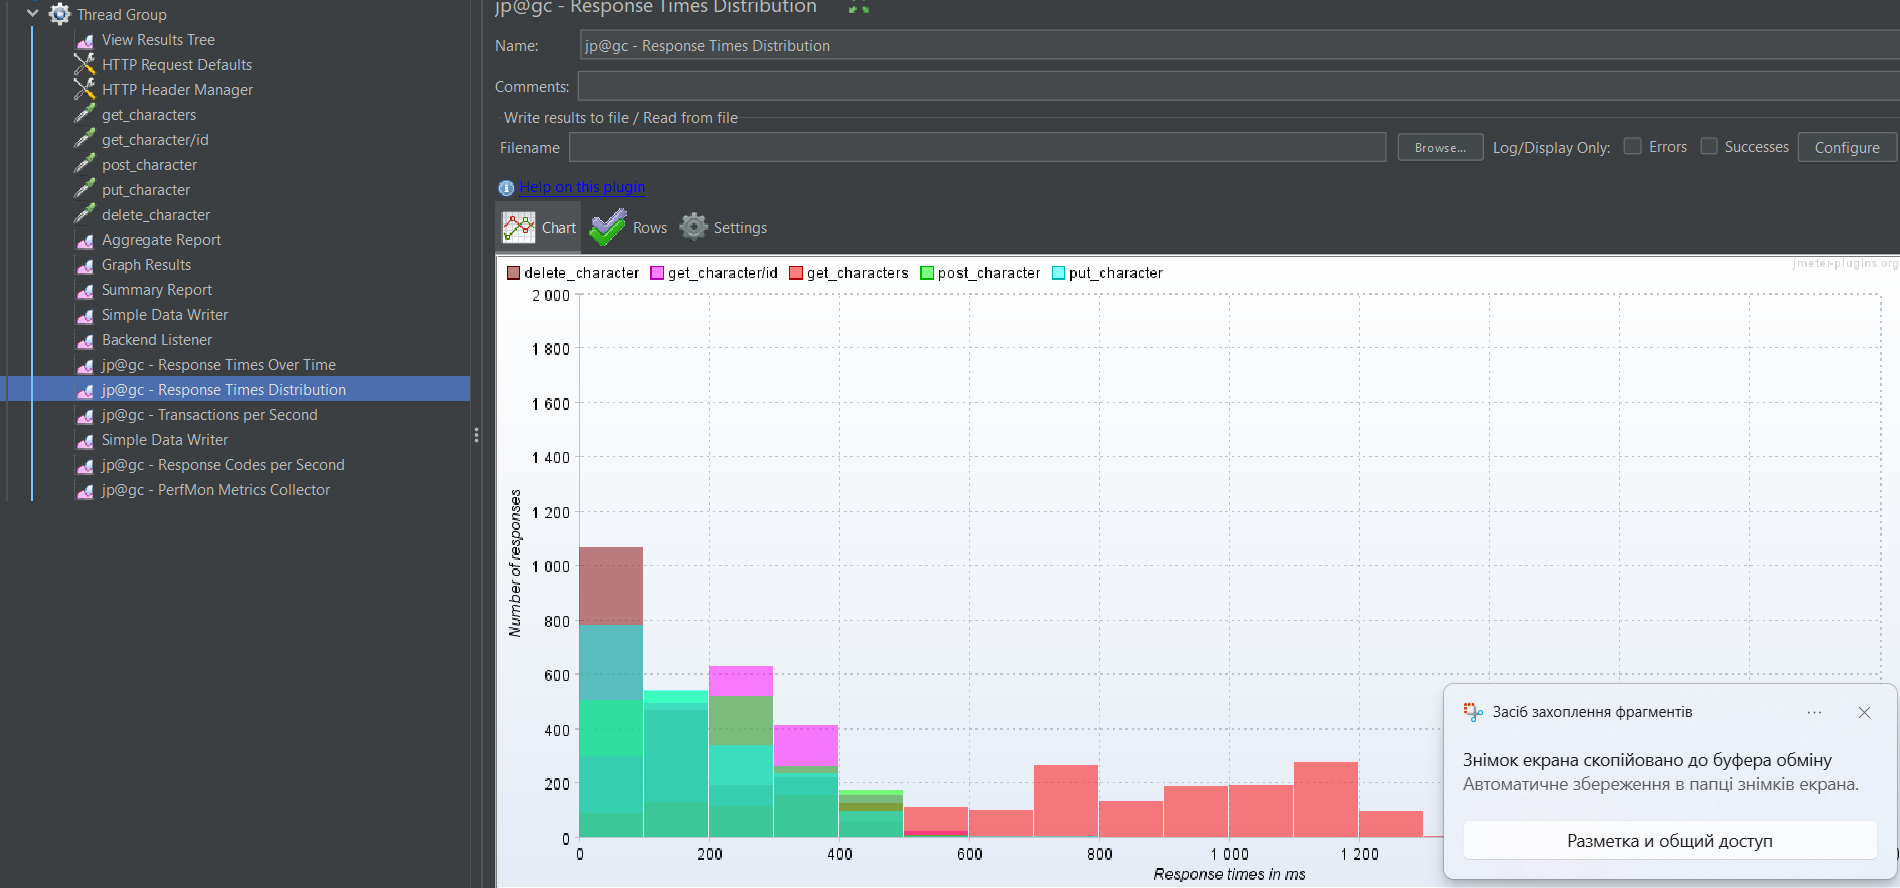 Thread Group
View Results Tree
HTTP Request Defaults
HTTP Header Manager
get_characters
get_character/id
post_character
put_character
delete_character
Aggregate Report
Graph Results
Summary Report
Simple Data Writer
Backend Listener
jp@gc - Response Times Over Time
jp@gc - Response Times Distribution
jp@gc - Transactions per Second
Simple Data Writer
jp@gc - Response Codes per Second
jp@gc - PerfMon Metrics Collector
jp@gc - Response Times Distribution
Name: jp@gc - Response Times Distribution
Comments:
Write results to file / Read from file
Filename Browse... Log/Display Only: Errors Successes Configure
Help on this plugin
Chart Rows Settings
jmeter-plugins.org
delete_character get_character/id get_characters post_character put_character
2 000
1 800
1 600
1 400
1 200
1 000
800
600
400
200
0
Number of responses
0 200 400 600 800 1 000 1 200
Response times in ms
Засіб захоплення фрагментів
Знімок екрана скопійовано до буфера обміну
Автоматичне збереження в папці знімків екрана.
Разметка и общий доступ